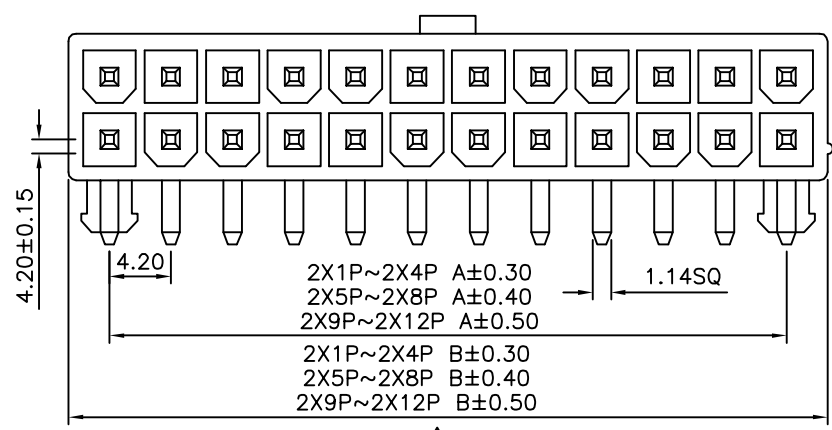 4.20±0.15
4.20
2X1P~2X4P A±0.30
2X5P~2X8P A±0.40
2X9P~2X12P A±0.50
1.14SQ
2X1P~2X4P B±0.30
2X5P~2X8P B±0.40
2X9P~2X12P B±0.50